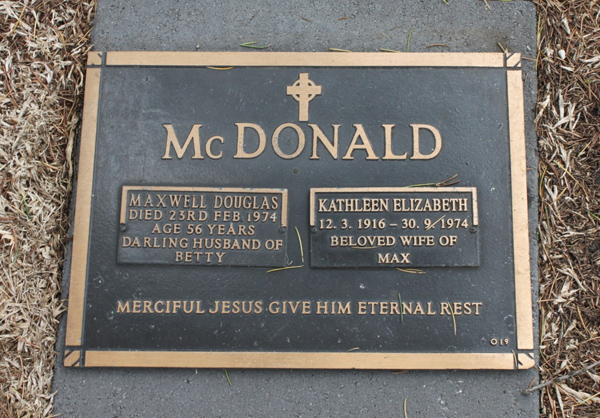 McDONALD
MAXWELL DOUGLAS
DIED 23RD FEB 1974
AGE 56 YEARS
DARLING HUSBAND OF
BETTY
KATHLEEN ELIZABETH
12. 3. 1916 – 30. 9. 1974
BELOVED WIFE OF
MAX
MERCIFUL JESUS GIVE HIM ETERNAL REST
O19